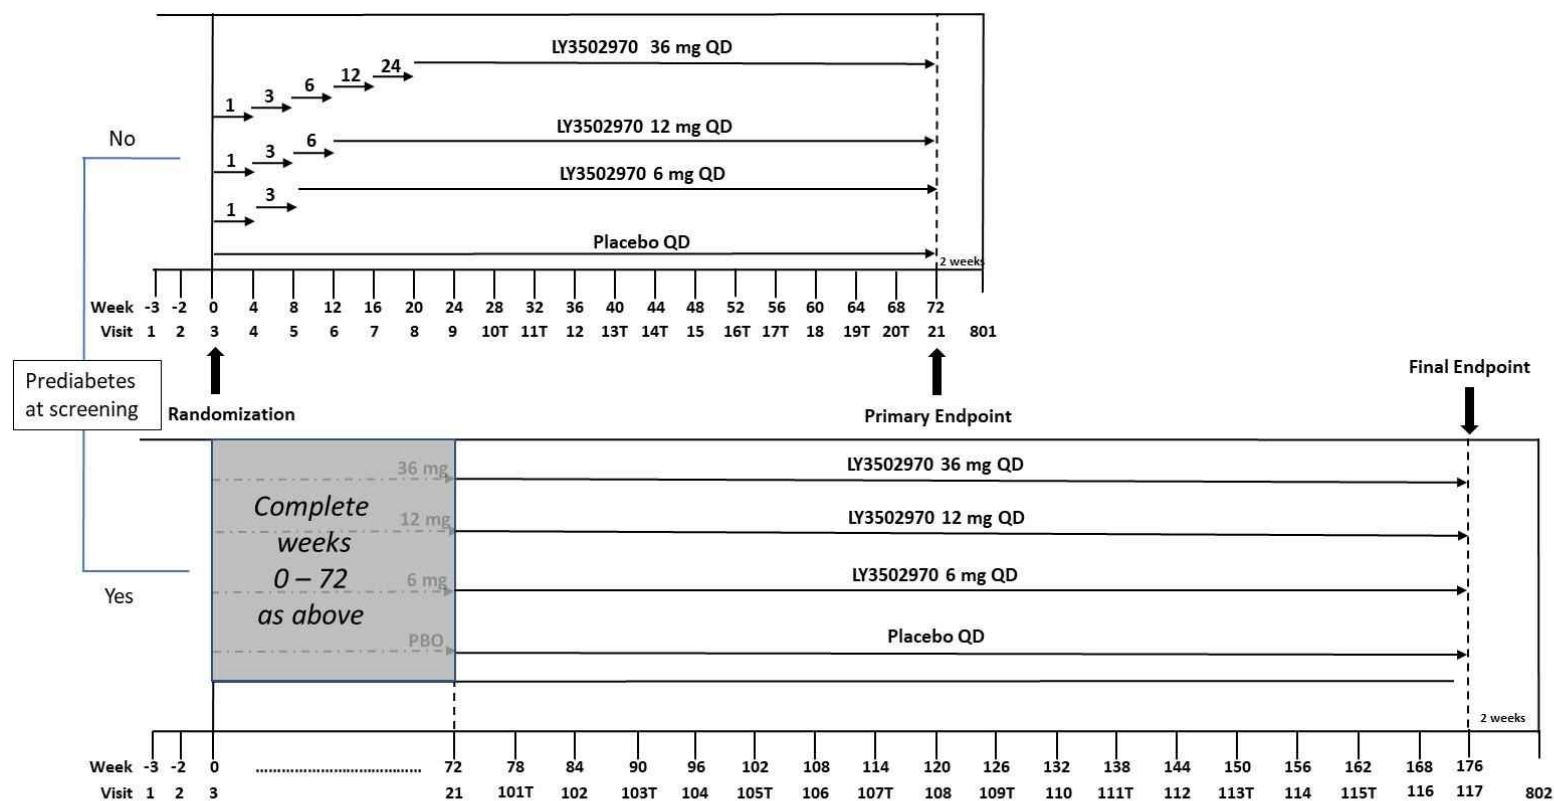 LY3502970 36 mg QD
24
12
6
3
1
LY3502970 12 mg QD
No
6
3
1
LY3502970 6 mg QD
3
1
Placebo QD
2 weeks
Week -3 -2 0 4 8 12 16 20 24 28 32 36 40 44 48 52 56 60 64 68 72
Visit 1 2 3 4 5 6 7 8 9 10T 11T 12 13T 14T 15 16T 17T 18 19T 20T 21 801
Prediabetes
at screening
Randomization
Primary Endpoint
Final Endpoint
36 mg
LY3502970 36 mg QD
Complete
weeks
0 – 72
as above
12 mg
LY3502970 12 mg QD
6 mg
LY3502970 6 mg QD
Yes
PBO
Placebo QD
2 weeks
Week -3 -2 0 72 78 84 90 96 102 108 114 120 126 132 138 144 150 156 162 168 176
Visit 1 2 3 21 101T 102 103T 104 105T 106 107T 108 109T 110 111T 112 113T 114 115T 116 117 802